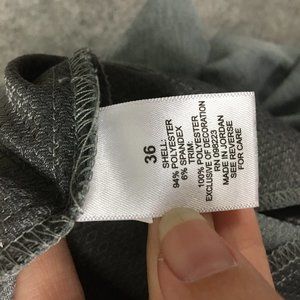 36
SHELL:
94% POLYESTER
6% SPANDEX
TRIM:
100% POLYESTER
EXCLUSIVE OF DECORATION
RN 098223
MADE IN JORDAN
SEE REVERSE
FOR CARE